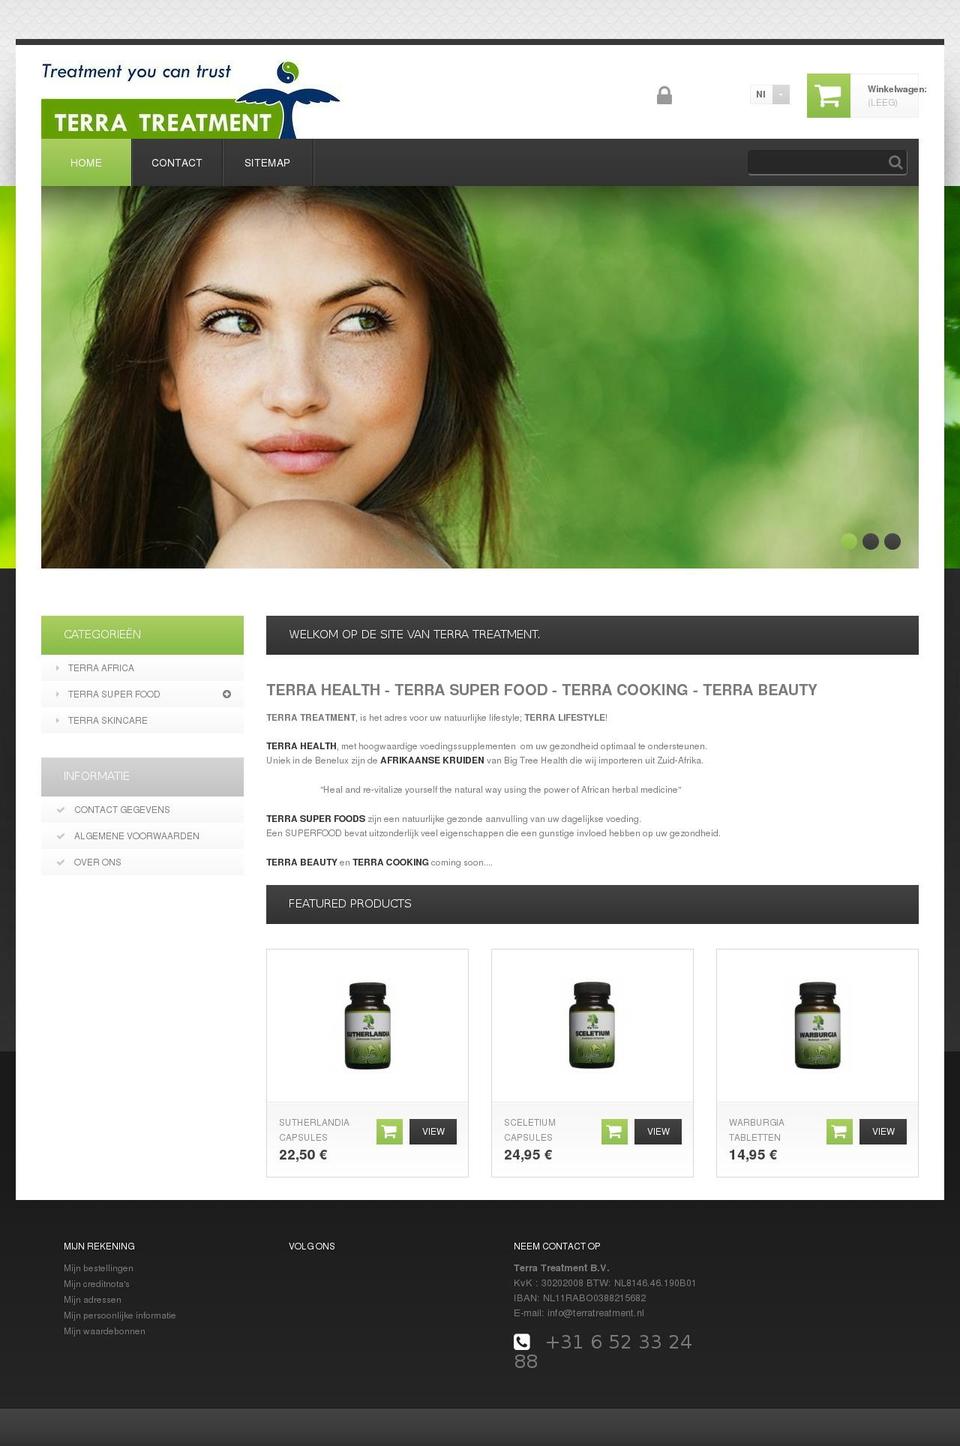 Treatment you can trust
TERRA TREATMENT
Nl
Winkelwagen:
(LEEG)
HOME
CONTACT
SITEMAP
CATEGORIEËN
TERRA AFRICA
TERRA SUPER FOOD
TERRA SKINCARE
INFORMATIE
CONTACT GEGEVENS
ALGEMENE VOORWAARDEN
OVER ONS
WELKOM OP DE SITE VAN TERRA TREATMENT.
TERRA HEALTH - TERRA SUPER FOOD - TERRA COOKING - TERRA BEAUTY
TERRA TREATMENT, is het adres voor uw natuurlijke lifestyle; TERRA LIFESTYLE!
TERRA HEALTH, met hoogwaardige voedingssupplementen om uw gezondheid optimaal te ondersteunen.
Uniek in de Benelux zijn de AFRIKAANSE KRUIDEN van Big Tree Health die wij importeren uit Zuid-Afrika.
"Heal and re-vitalize yourself the natural way using the power of African herbal medicine"
TERRA SUPER FOODS zijn een natuurlijke gezonde aanvulling van uw dagelijkse voeding.
Een SUPERFOOD bevat uitzonderlijk veel eigenschappen die een gunstige invloed hebben op uw gezondheid.
TERRA BEAUTY en TERRA COOKING coming soon....
FEATURED PRODUCTS
SUTHERLANDIA
SCELETIUM
WARBURGIA
SUTHERLANDIA
CAPSULES
22,50 €
VIEW
SCELETIUM
CAPSULES
24,95 €
VIEW
WARBURGIA
TABLETTEN
14,95 €
VIEW
MIJN REKENING
Mijn bestellingen
Mijn creditnota's
Mijn adressen
Mijn persoonlijke informatie
Mijn waardebonnen
VOLG ONS
NEEM CONTACT OP
Terra Treatment B.V.
KvK : 30202008 BTW: NL8146.46.190B01
IBAN: NL11RABO0388215682
E-mail: info@terratreatment.nl
+31 6 52 33 24
88